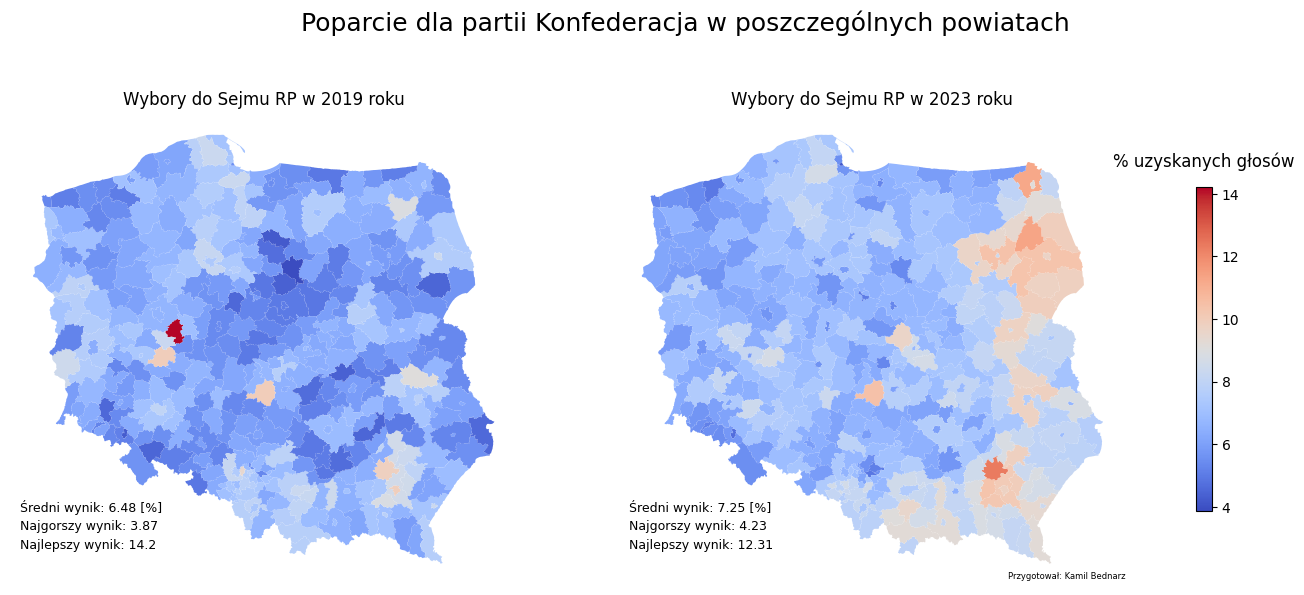 Poparcie dla partii Konfederacja w poszczególnych powiatach
Wybory do Sejmu RP w 2019 roku
Wybory do Sejmu RP w 2023 roku
% uzyskanych głosów
14
12
10
8
6
4
Średni wynik: 6.48 [%]
Najgorszy wynik: 3.87
Najlepszy wynik: 14.2
Średni wynik: 7.25 [%]
Najgorszy wynik: 4.23
Najlepszy wynik: 12.31
Przygotował: Kamil Bednarz